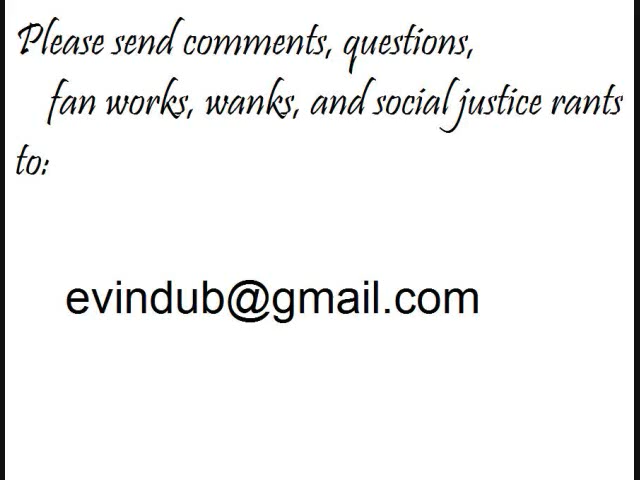 Please send comments, questions,
fan works, wanks, and social justice rants
to:
evindub@gmail.com